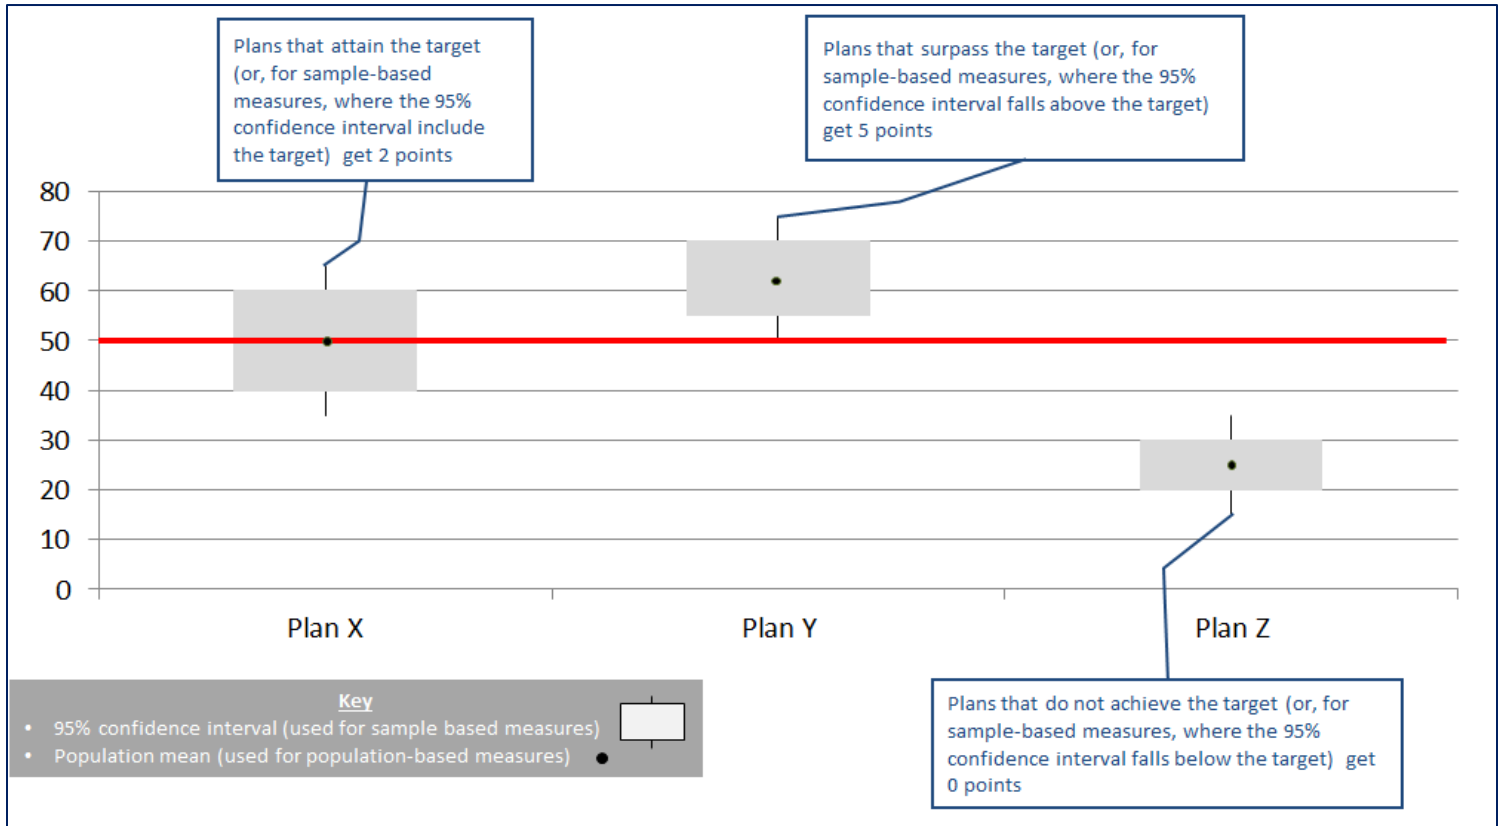 Plans that attain the target
(or, for sample-based
measures, where the 95%
confidence interval include
the target)  get 2 points
Plans that surpass the target (or, for
sample-based measures, where the 95%
confidence interval falls above the target)
get 5 points
80
70
60
50
40
30
20
10
0
Plan X
Plan Y
Plan Z
Key
• 95% confidence interval (used for sample based measures)
• Population mean (used for population-based measures)
Plans that do not achieve the target (or, for
sample-based measures, where the 95%
confidence interval falls below the target)  get
0 points